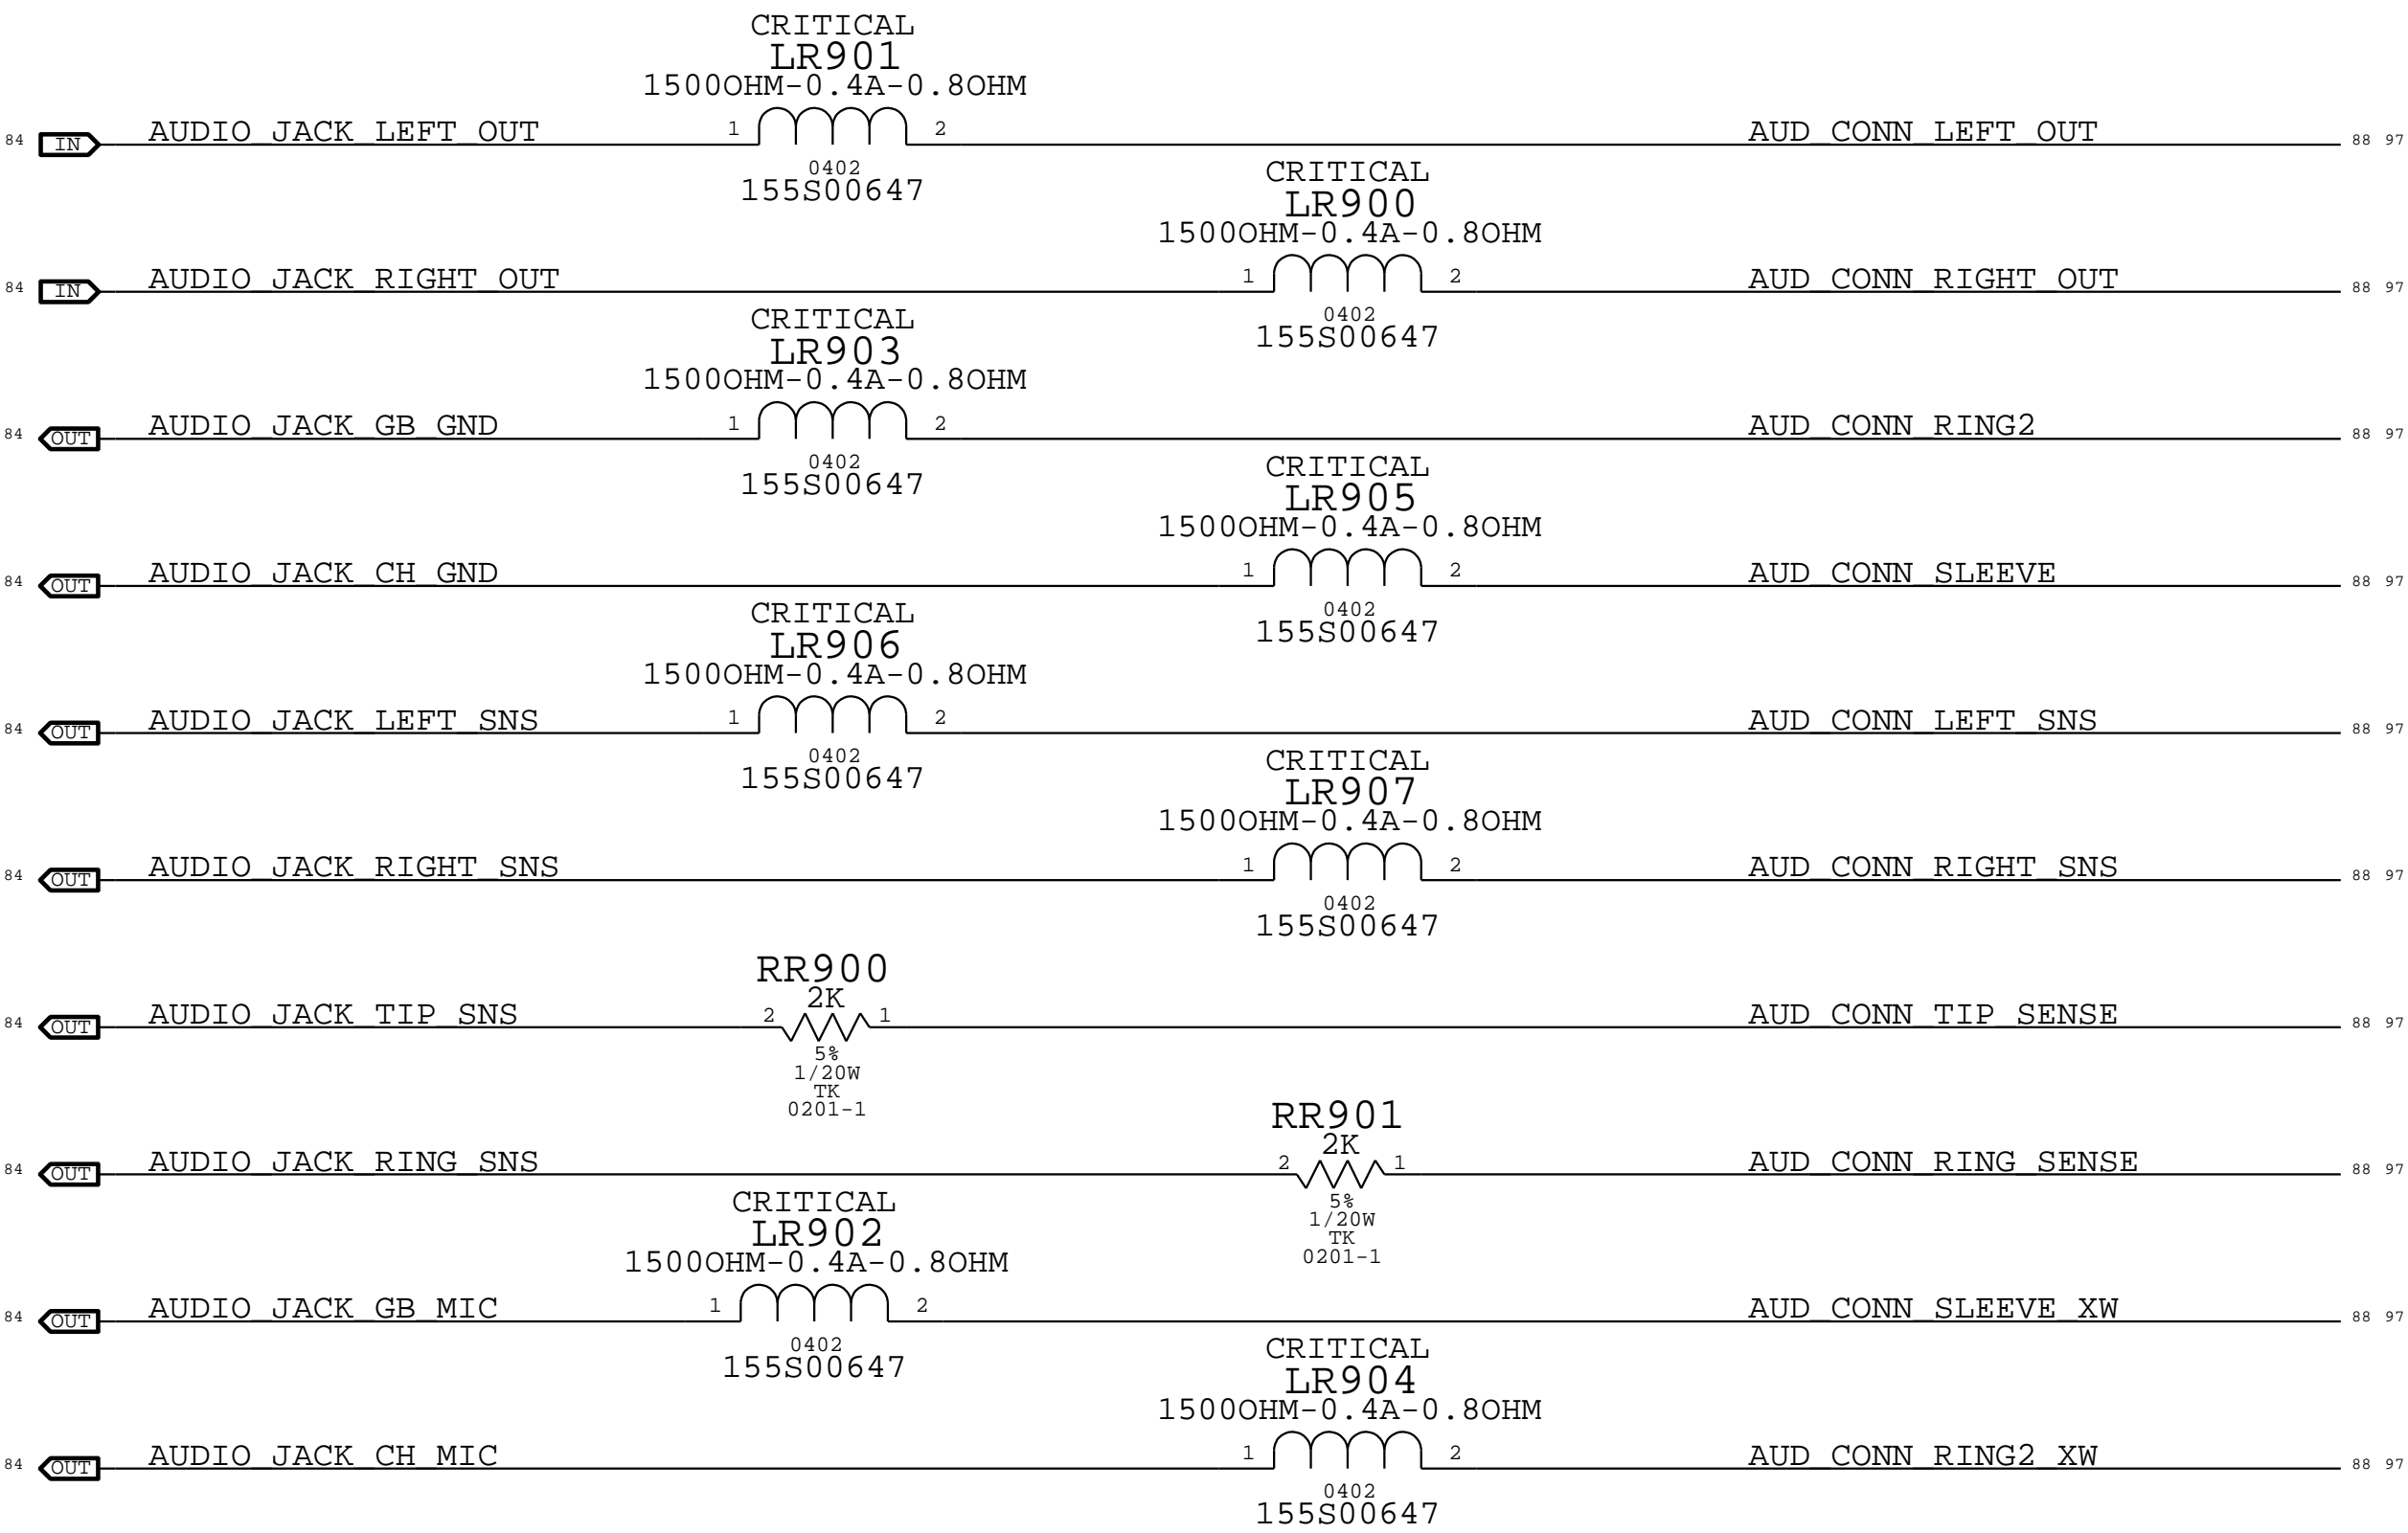 CRITICAL
LR901
1500OHM-0.4A-0.8OHM
84 IN AUDIO_JACK_LEFT_OUT 1 2 AUD_CONN_LEFT_OUT 88 97
0402
155S00647
CRITICAL
LR900
1500OHM-0.4A-0.8OHM
84 IN AUDIO_JACK_RIGHT_OUT 1 2 AUD_CONN_RIGHT_OUT 88 97
0402
155S00647
CRITICAL
LR903
1500OHM-0.4A-0.8OHM
84 OUT AUDIO_JACK_GB_GND 1 2 AUD_CONN_RING2 88 97
0402
155S00647
CRITICAL
LR905
1500OHM-0.4A-0.8OHM
84 OUT AUDIO_JACK_CH_GND 1 2 AUD_CONN_SLEEVE 88 97
0402
155S00647
CRITICAL
LR906
1500OHM-0.4A-0.8OHM
84 OUT AUDIO_JACK_LEFT_SNS 1 2 AUD_CONN_LEFT_SNS 88 97
0402
155S00647
CRITICAL
LR907
1500OHM-0.4A-0.8OHM
84 OUT AUDIO_JACK_RIGHT_SNS 1 2 AUD_CONN_RIGHT_SNS 88 97
0402
155S00647
RR900
2K
84 OUT AUDIO_JACK_TIP_SNS 2 1 AUD_CONN_TIP_SENSE 88 97
5%
1/20W
TK
0201-1
RR901
2K
84 OUT AUDIO_JACK_RING_SNS 2 1 AUD_CONN_RING_SENSE 88 97
5%
1/20W
TK
0201-1
CRITICAL
LR902
1500OHM-0.4A-0.8OHM
84 OUT AUDIO_JACK_GB_MIC 1 2 AUD_CONN_SLEEVE_XW 88 97
0402
155S00647
CRITICAL
LR904
1500OHM-0.4A-0.8OHM
84 OUT AUDIO_JACK_CH_MIC 1 2 AUD_CONN_RING2_XW 88 97
0402
155S00647